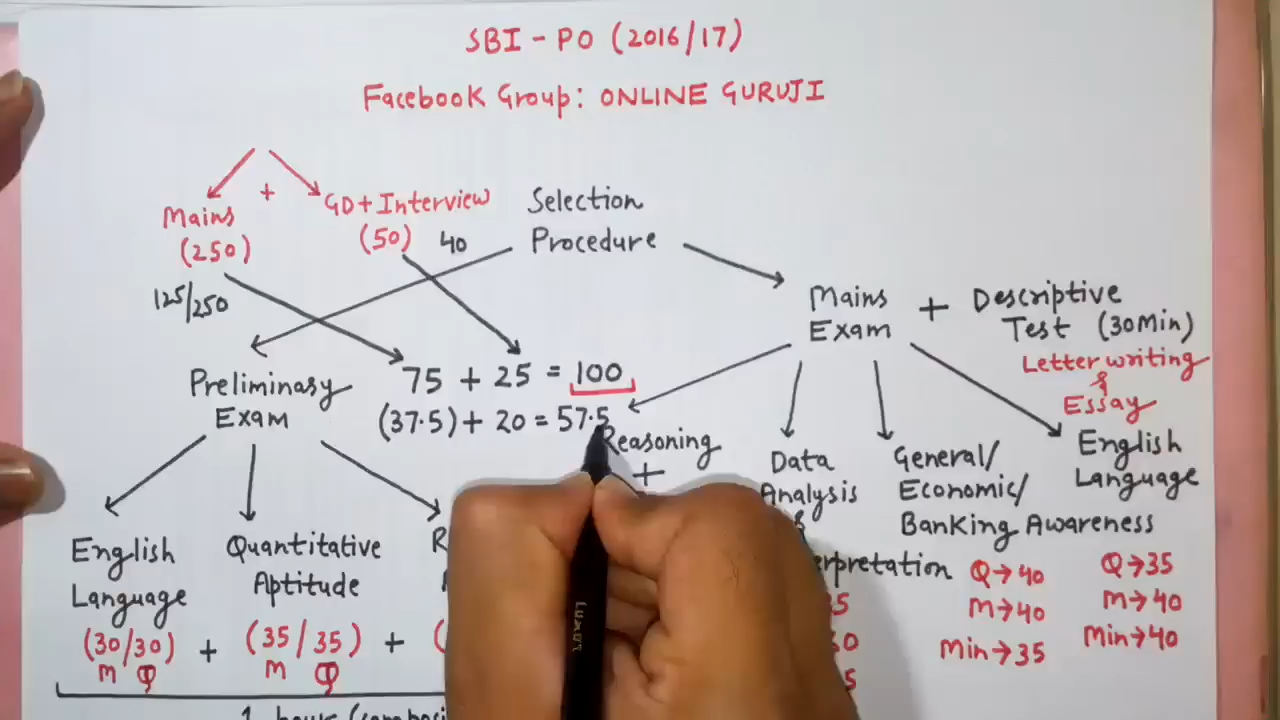 SBI - PO (2016/17)
Facebook Group: ONLINE GURUJI
Mains
(250)
+
GD+Interview
(50)
40
125/250
Selection
Procedure
75 + 25 = 100
(37.5) + 20 = 57.5
Preliminary
Exam
English
Language
(30/30)
M Q
+
Quantitative
Aptitude
(35/35)
M Q
+
Mains
Exam
+
Descriptive
Test (30Min)
Letter writing
&
Essay
Reasoning
+
Data
Analysis
General/
Economic/
Banking Awareness
Q→40
M→40
Min→35
English
Language
Q→35
M→40
Min→40